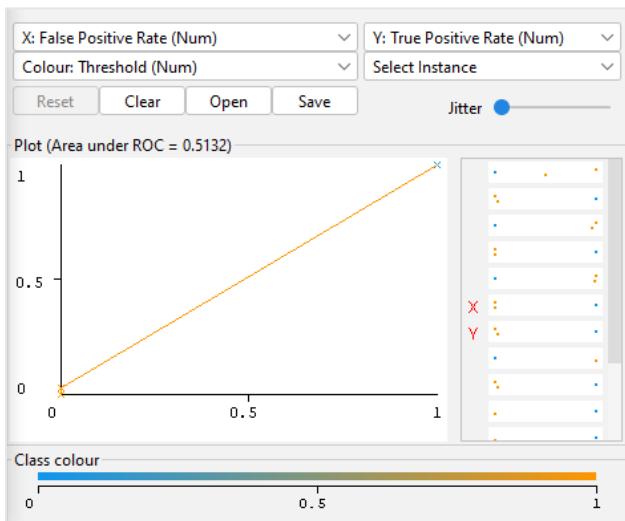 X: False Positive Rate (Num) Y: True Positive Rate (Num)
Colour: Threshold (Num) Select Instance
Reset Clear Open Save Jitter
Plot (Area under ROC = 0.5132)
1
0.5
X
Y
0
0 0.5 1
Class colour
0 0.5 1